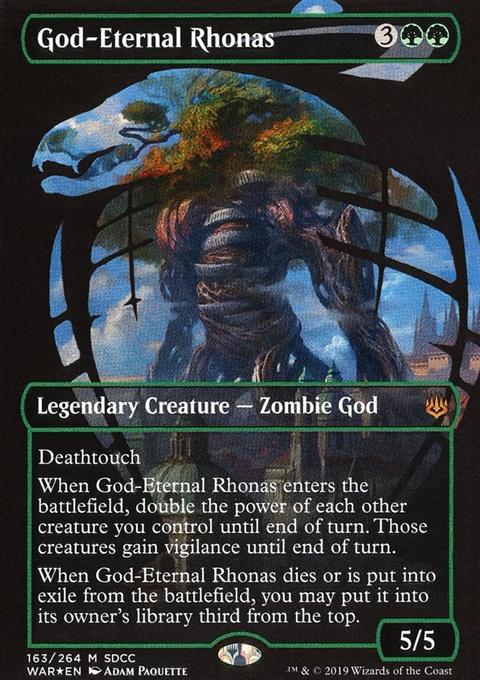 God-Eternal Rhonas 3
Legendary Creature — Zombie God
Deathtouch
When God-Eternal Rhonas enters the
battlefield, double the power of each other
creature you control until end of turn. Those
creatures gain vigilance until end of turn.
When God-Eternal Rhonas dies or is put into
exile from the battlefield, you may put it into
its owner's library third from the top.
5/5
163/264 M SDCC
WAR★EN Adam Paquette
™ & © 2019 Wizards of the Coast